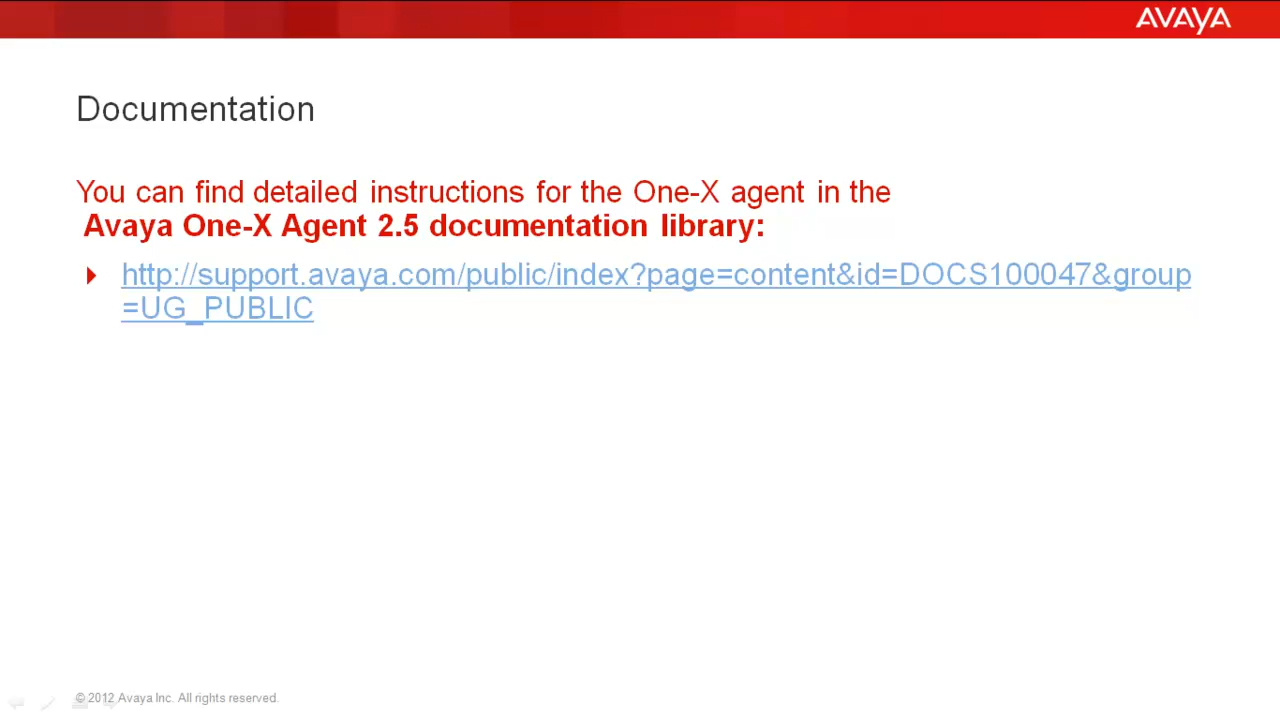 AVAYA
Documentation
You can find detailed instructions for the One-X agent in the
Avaya One-X Agent 2.5 documentation library:
http://support.avaya.com/public/index?page=content&id=DOCS100047&group
=UG_PUBLIC
© 2012 Avaya Inc. All rights reserved.